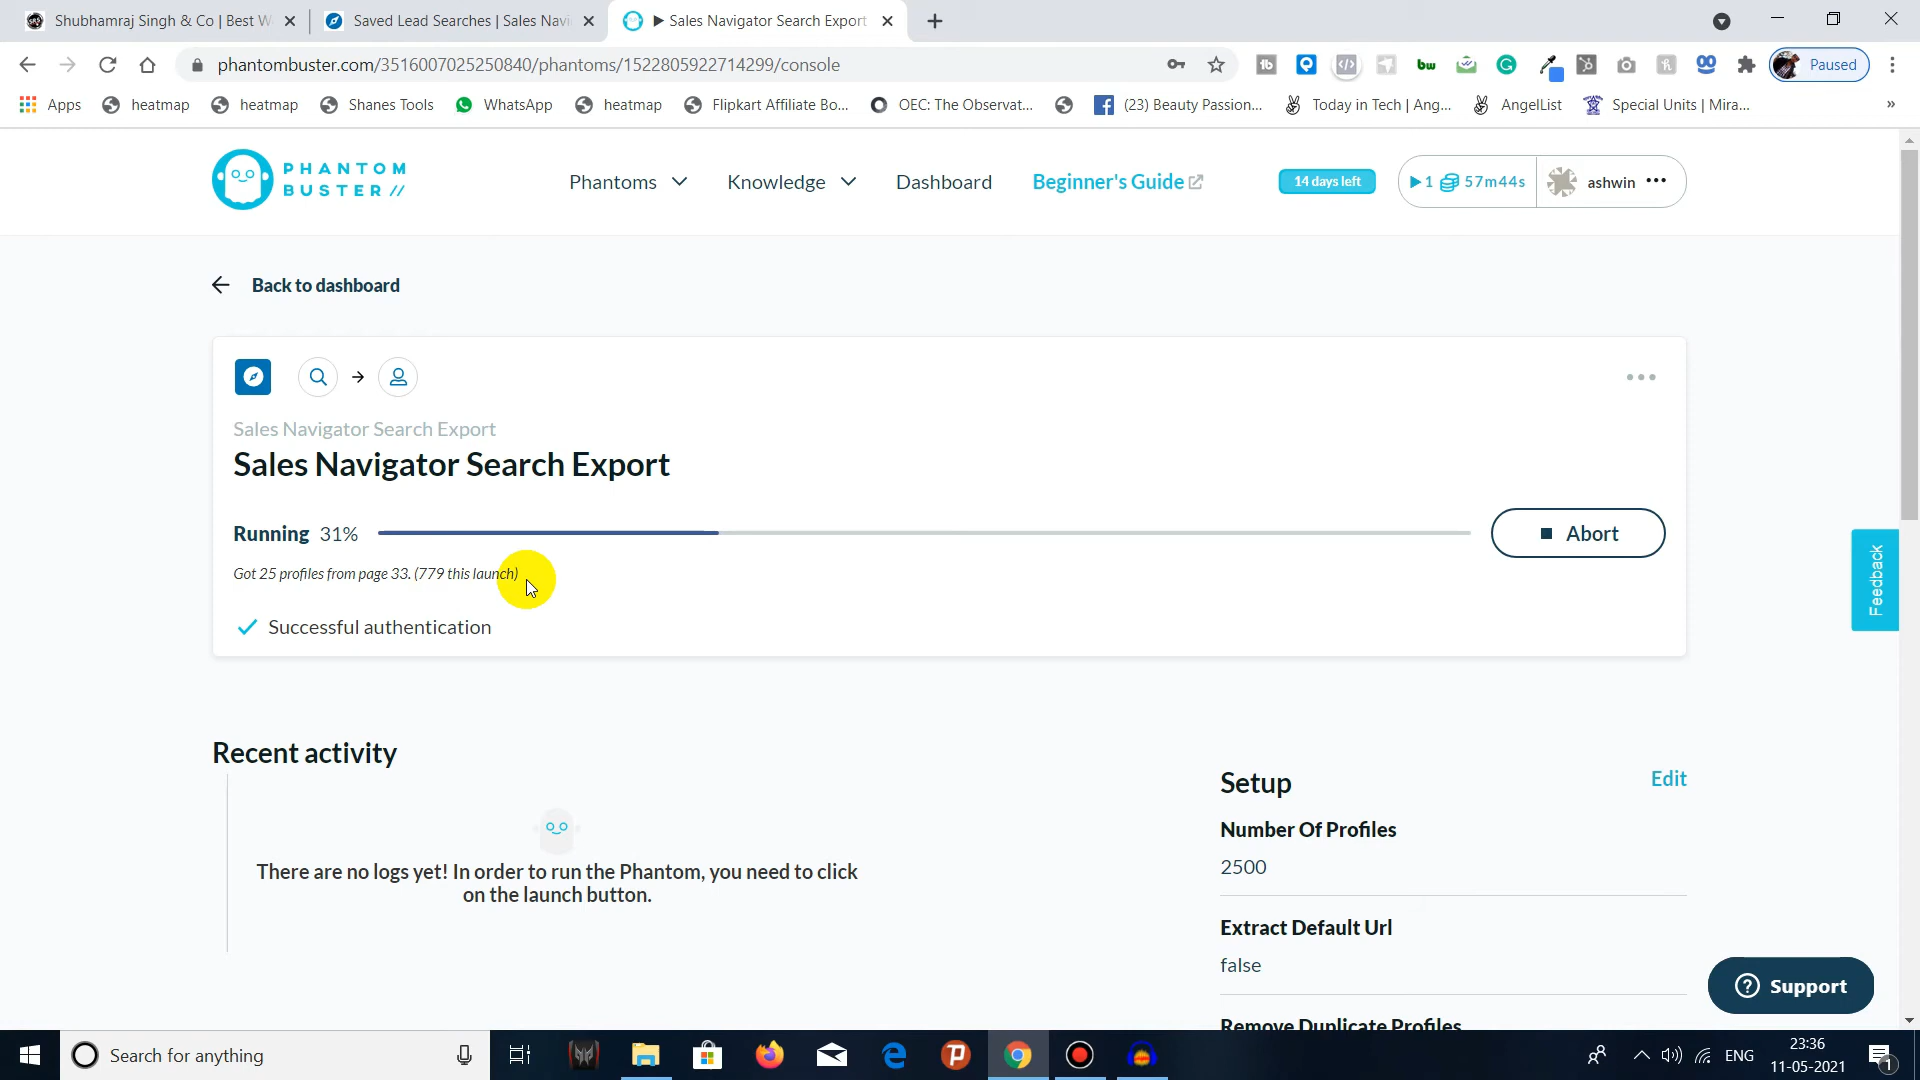 Shubhamraj Singh & Co | Best W
Saved Lead Searches | Sales Navi
▶ Sales Navigator Search Export
phantombuster.com/3516007025250840/phantoms/1522805922714299/console
Paused
Apps
heatmap
heatmap
Shanes Tools
WhatsApp
heatmap
Flipkart Affiliate Bo...
OEC: The Observat...
(23) Beauty Passion...
Today in Tech | Ang...
AngelList
Special Units | Mira...
»
PHANTOM
BUSTER //
Phantoms
Knowledge
Dashboard
Beginner's Guide
14 days left
1
57m44s
ashwin
Back to dashboard
Sales Navigator Search Export
Sales Navigator Search Export
Running 31%
Abort
Got 25 profiles from page 33. (779 this launch)
Successful authentication
Feedback
Recent activity
There are no logs yet! In order to run the Phantom, you need to click
on the launch button.
Setup
Edit
Number Of Profiles
2500
Extract Default Url
false
Remove Duplicate Profiles
Support
Search for anything
ENG
23:36
11-05-2021
1